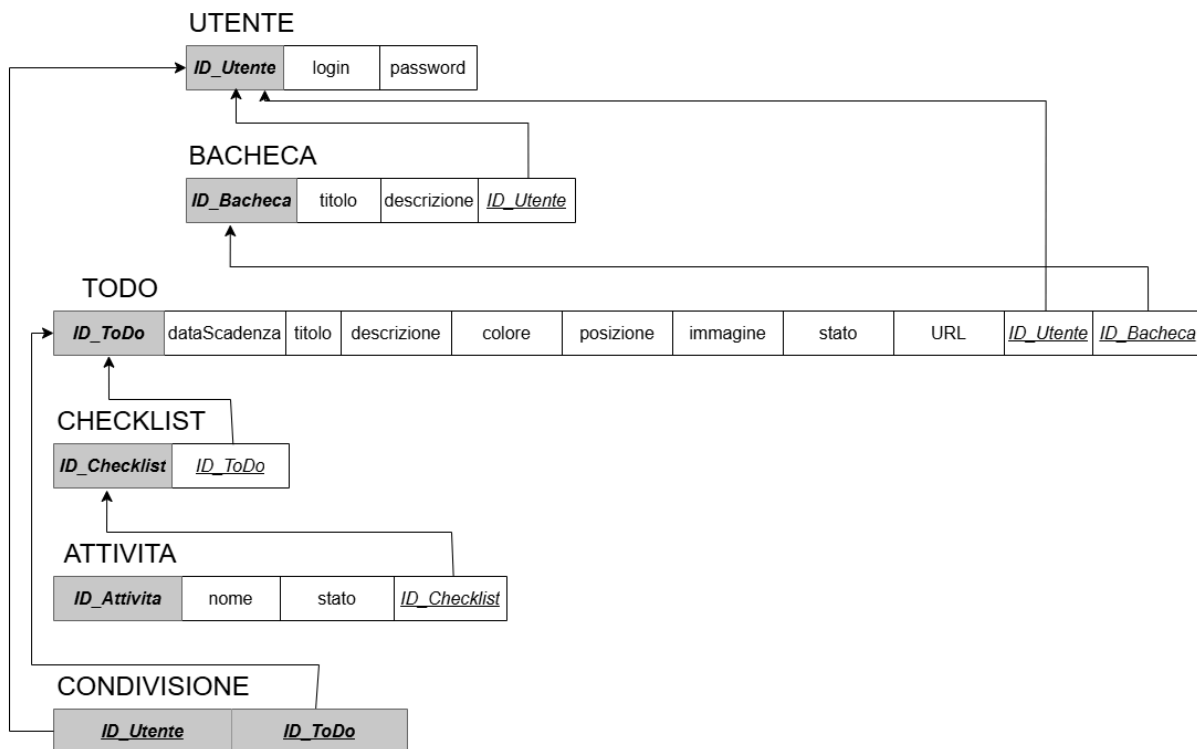 UTENTE
ID_Utente login password
BACHECA
ID_Bacheca titolo descrizione ID_Utente
TODO
ID_ToDo dataScadenza titolo descrizione colore posizione immagine stato URL ID_Utente ID_Bacheca
CHECKLIST
ID_Checklist ID_ToDo
ATTIVITA
ID_Attivita nome stato ID_Checklist
CONDIVISIONE
ID_Utente ID_ToDo